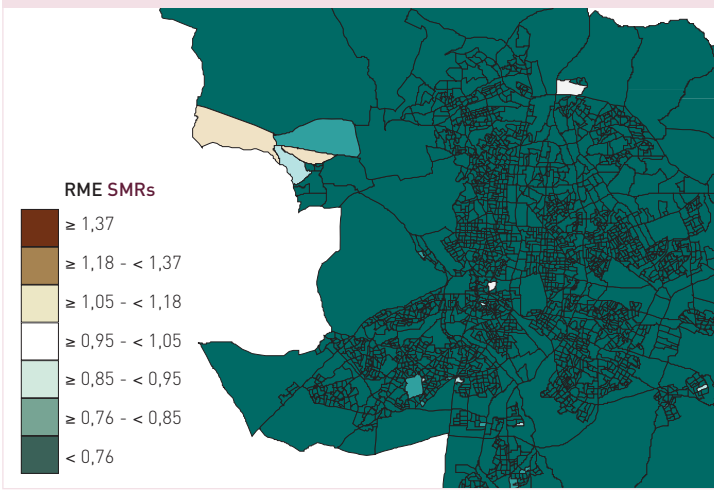 RME SMRs
≥ 1,37
≥ 1,18 - < 1,37
≥ 1,05 - < 1,18
≥ 0,95 - < 1,05
≥ 0,85 - < 0,95
≥ 0,76 - < 0,85
< 0,76